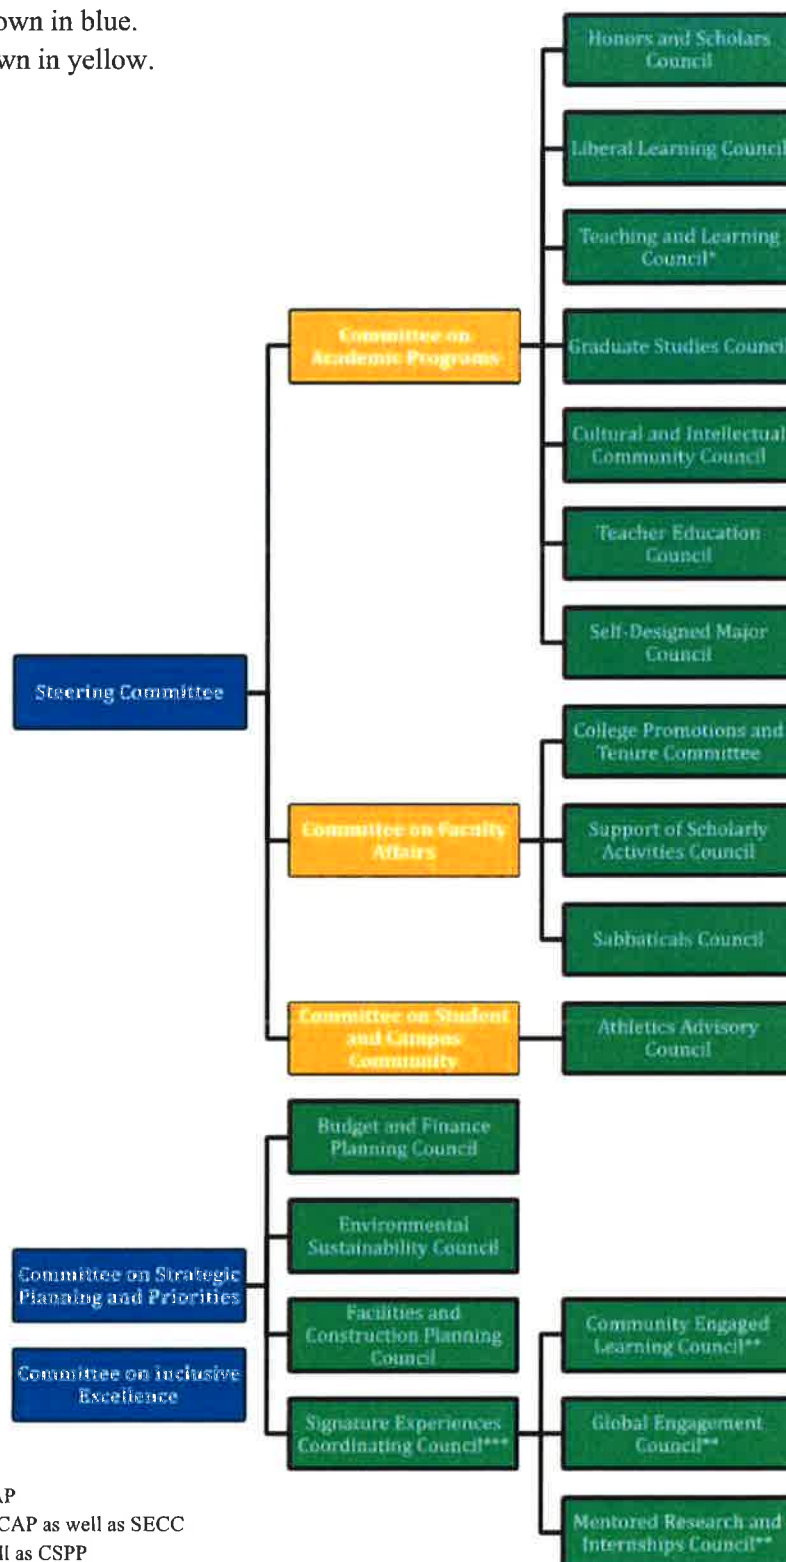 own in blue.
wn in yellow.
Honors and Scholars
Council
Liberal Learning Council
Teaching and Learning
Council*
Committee on
Academic Programs
Graduate Studies Council
Cultural and Intellectual
Community Council
Teacher Education
Council
Self-Designed Major
Council
Steering Committee
College Promotions and
Tenure Committee
Committee on Faculty
Affairs
Support of Scholarly
Activities Council
Sabbaticals Council
Committee on Student
and Campus
Community
Athletics Advisory
Council
Budget and Finance
Planning Council
Environmental
Sustainability Council
Committee on Strategic
Planning and Priorities
Facilities and
Construction Planning
Council
Community Engaged
Learning Council**
Committee on inclusive
Excellence
Signature Experiences
Coordinating Council***
Global Engagement
Council**
Mentored Research and
Internships Council**
AP
CAP as well as SECC
ll as CSPP